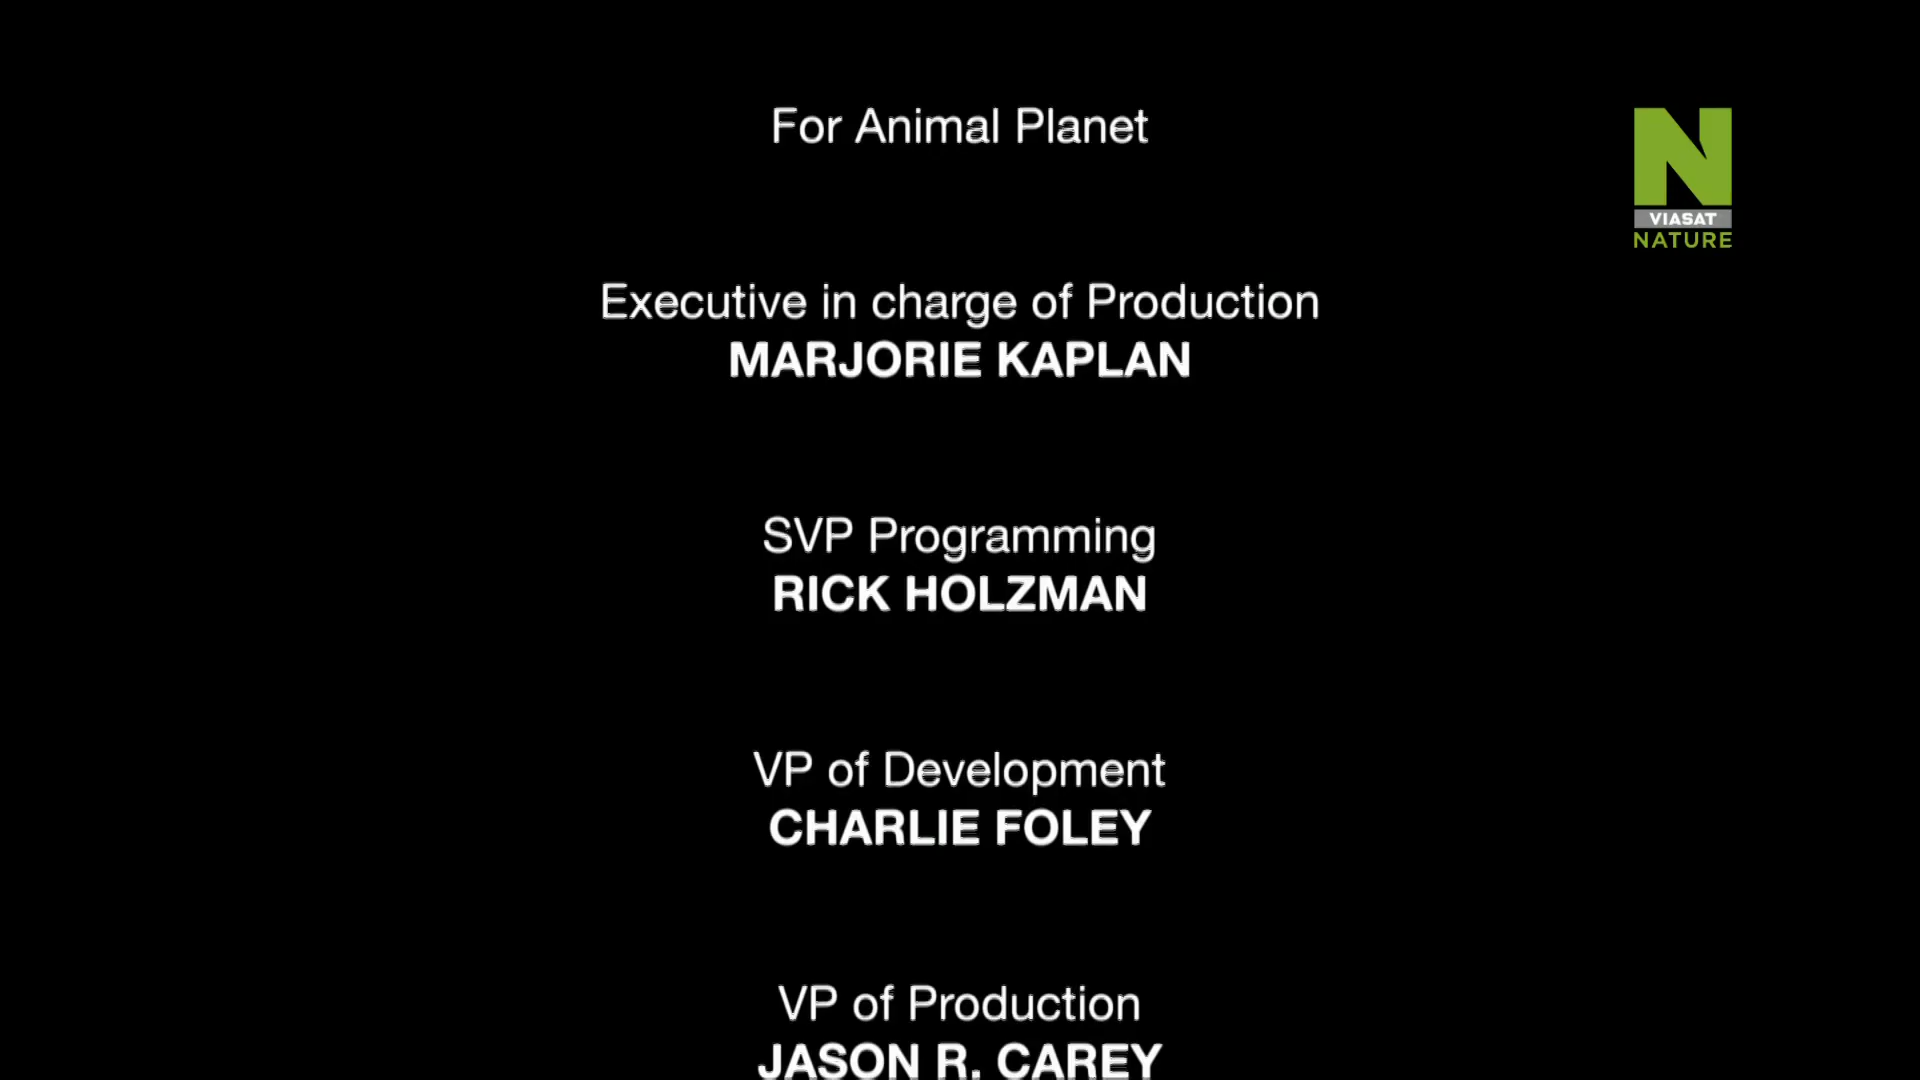 For Animal Planet
N
VIASAT
NATURE
Executive in charge of Production
MARJORIE KAPLAN
SVP Programming
RICK HOLZMAN
VP of Development
CHARLIE FOLEY
VP of Production
JASON R. CAREY